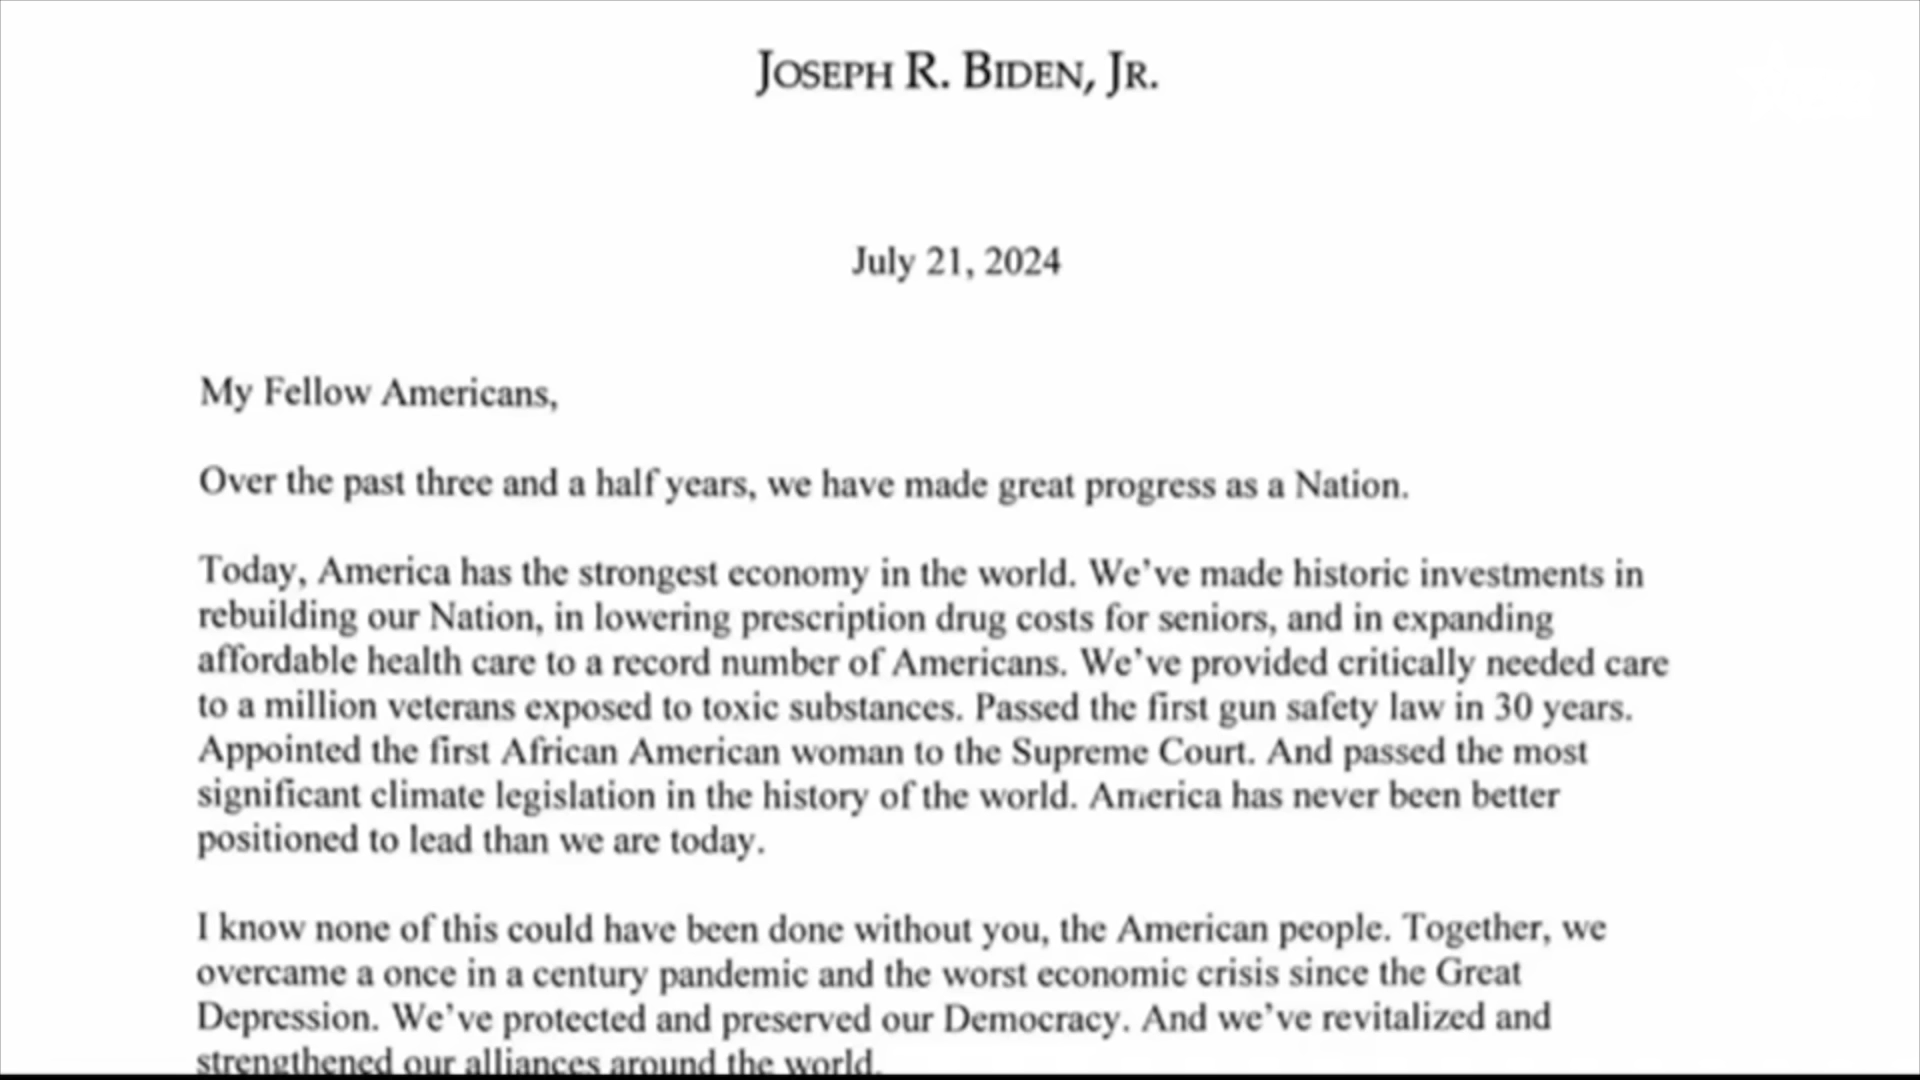 JOSEPH R. BIDEN, JR.
July 21, 2024
My Fellow Americans,
Over the past three and a half years, we have made great progress as a Nation.
Today, America has the strongest economy in the world. We've made historic investments in
rebuilding our Nation, in lowering prescription drug costs for seniors, and in expanding
affordable health care to a record number of Americans. We've provided critically needed care
to a million veterans exposed to toxic substances. Passed the first gun safety law in 30 years.
Appointed the first African American woman to the Supreme Court. And passed the most
significant climate legislation in the history of the world. America has never been better
positioned to lead than we are today.
I know none of this could have been done without you, the American people. Together, we
overcame a once in a century pandemic and the worst economic crisis since the Great
Depression. We've protected and preserved our Democracy. And we've revitalized and
strengthened our alliances around the world.